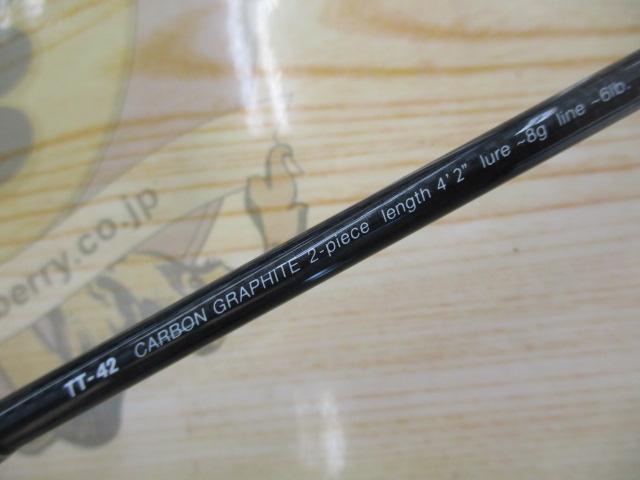 TT-42 CARBON GRAPHITE 2-piece length 4'2" lure ~8g line ~6lb.
berry.co.jp